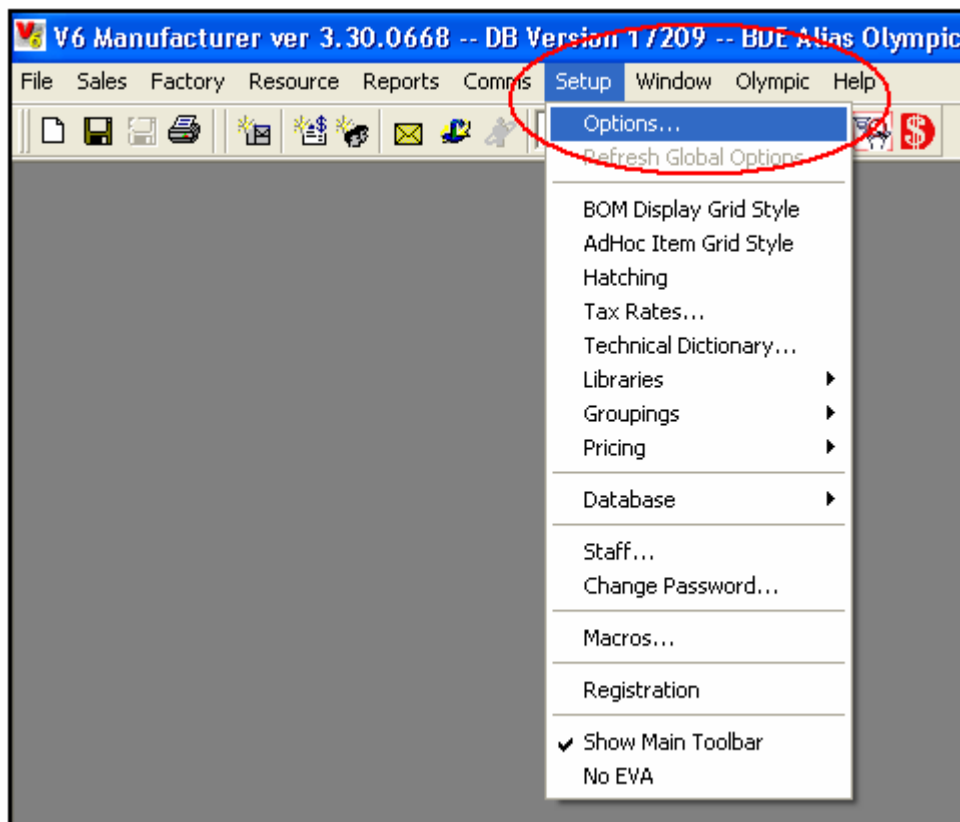 V6 Manufacturer ver 3.30.0668 -- DB Version 17209 -- BDE Alias Olympic
File Sales Factory Resource Reports Comms Setup Window Olympic Help
Options...
Refresh Global Options
BOM Display Grid Style
AdHoc Item Grid Style
Hatching
Tax Rates...
Technical Dictionary...
Libraries
Groupings
Pricing
Database
Staff...
Change Password...
Macros...
Registration
Show Main Toolbar
No EVA